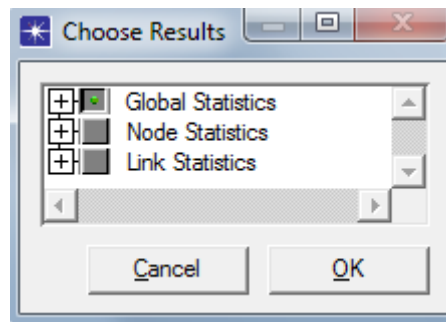 Choose Results
Global Statistics
Node Statistics
Link Statistics
Cancel OK